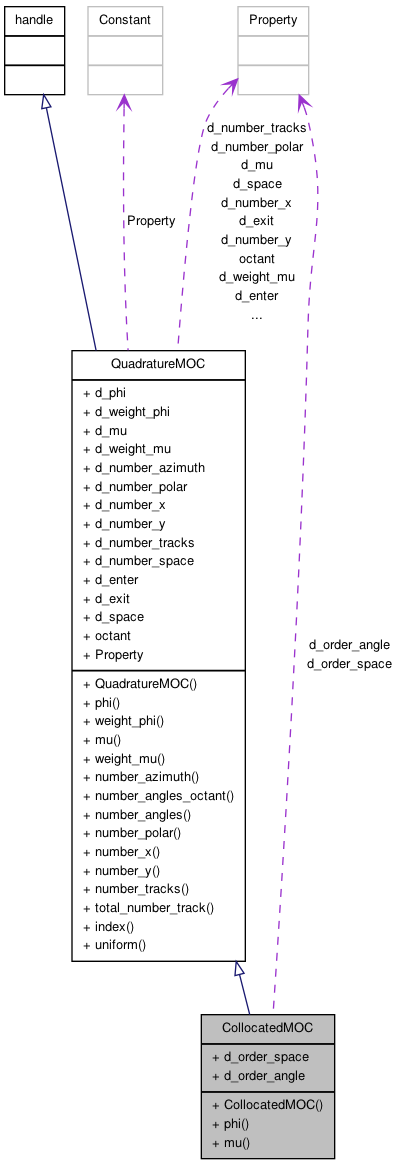 handle
Constant
Property
d_number_tracks
d_number_polar
d_mu
d_space
d_number_x
d_exit
d_number_y
octant
d_weight_mu
d_enter
...
Property
QuadratureMOC
+ d_phi
+ d_weight_phi
+ d_mu
+ d_weight_mu
+ d_number_azimuth
+ d_number_polar
+ d_number_x
+ d_number_y
+ d_number_tracks
+ d_number_space
+ d_enter
+ d_exit
+ d_space
+ octant
+ Property
+ QuadratureMOC()
+ phi()
+ weight_phi()
+ mu()
+ weight_mu()
+ number_azimuth()
+ number_angles_octant()
+ number_angles()
+ number_polar()
+ number_x()
+ number_y()
+ number_tracks()
+ total_number_track()
+ index()
+ uniform()
d_order_angle
d_order_space
CollocatedMOC
+ d_order_space
+ d_order_angle
+ CollocatedMOC()
+ phi()
+ mu()